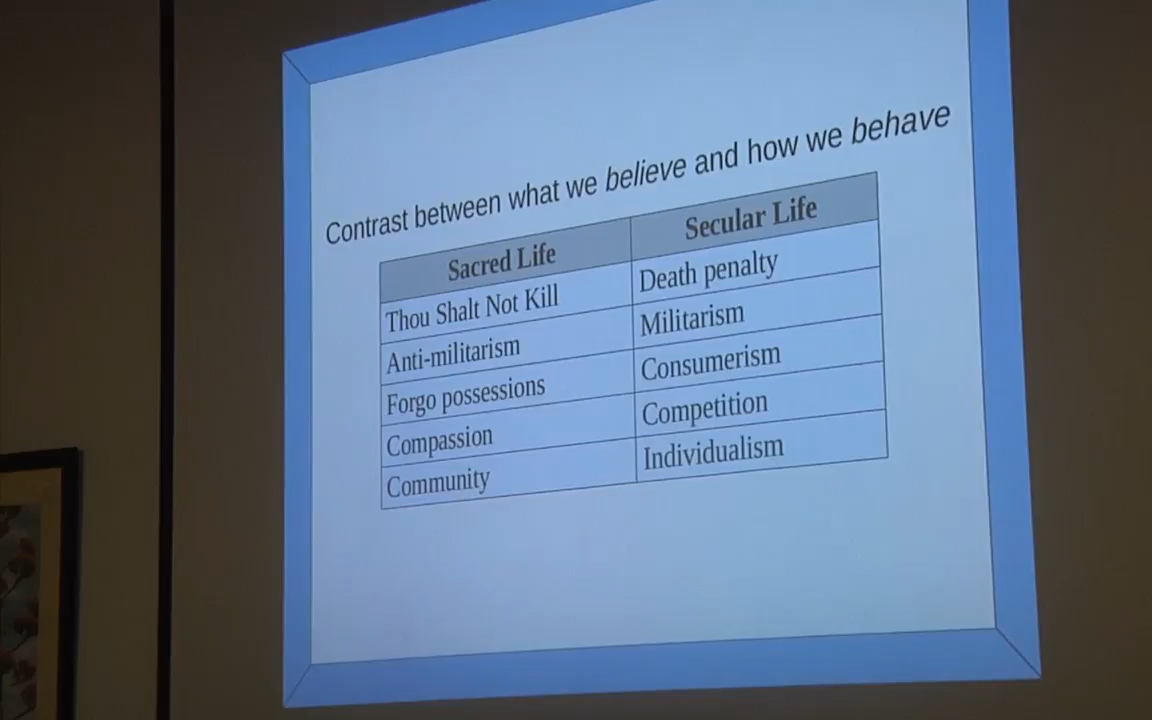 Contrast between what we believe and how we behave
Sacred Life Secular Life
Thou Shalt Not Kill Death penalty
Anti-militarism Militarism
Forgo possessions Consumerism
Compassion Competition
Community Individualism